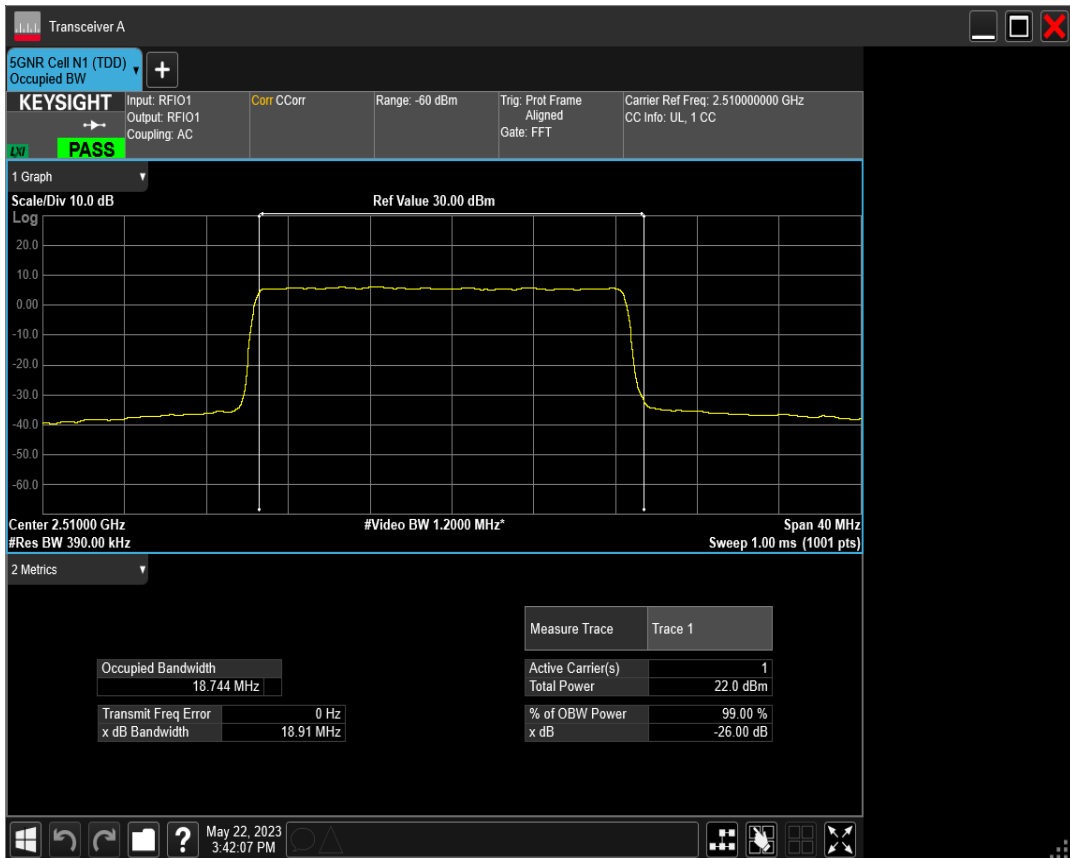 Transceiver A
5GNR Cell N1 (TDD)
Occupied BW
KEYSIGHT
LXI
PASS
Input: RFIO1
Output: RFIO1
Coupling: AC
Corr CCorr
Range: -60 dBm
Trig: Prot Frame
Aligned
Gate: FFT
Carrier Ref Freq: 2.510000000 GHz
CC Info: UL, 1 CC
1 Graph
Scale/Div 10.0 dB
Ref Value 30.00 dBm
Log
20.0
10.0
0.00
-10.0
-20.0
-30.0
-40.0
-50.0
-60.0
Center 2.51000 GHz
#Video BW 1.2000 MHz*
Span 40 MHz
#Res BW 390.00 kHz
Sweep 1.00 ms (1001 pts)
2 Metrics
Measure Trace Trace 1
Occupied Bandwidth
18.744 MHz
Active Carrier(s) 1
Total Power 22.0 dBm
Transmit Freq Error 0 Hz
x dB Bandwidth 18.91 MHz
% of OBW Power 99.00 %
x dB -26.00 dB
?
May 22, 2023
3:42:07 PM